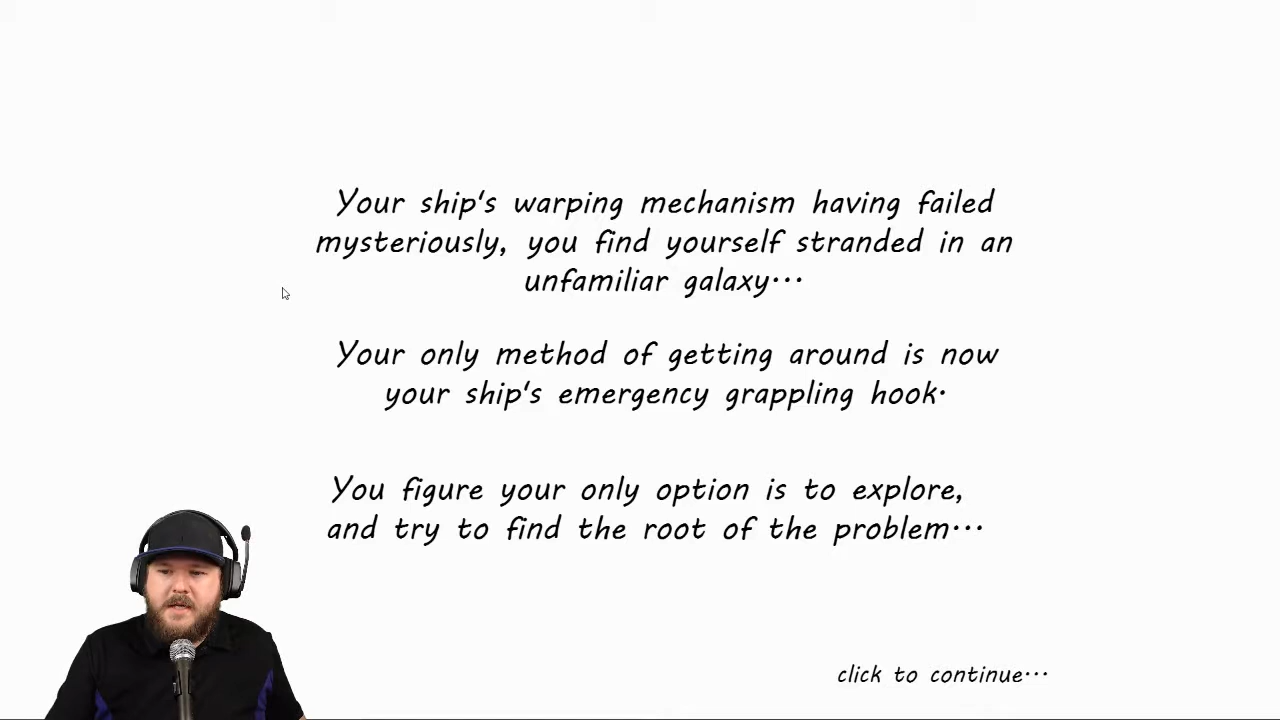 Your ship's warping mechanism having failed
mysteriously, you find yourself stranded in an
unfamiliar galaxy...
Your only method of getting around is now
your ship's emergency grappling hook.
You figure your only option is to explore,
and try to find the root of the problem...
click to continue...